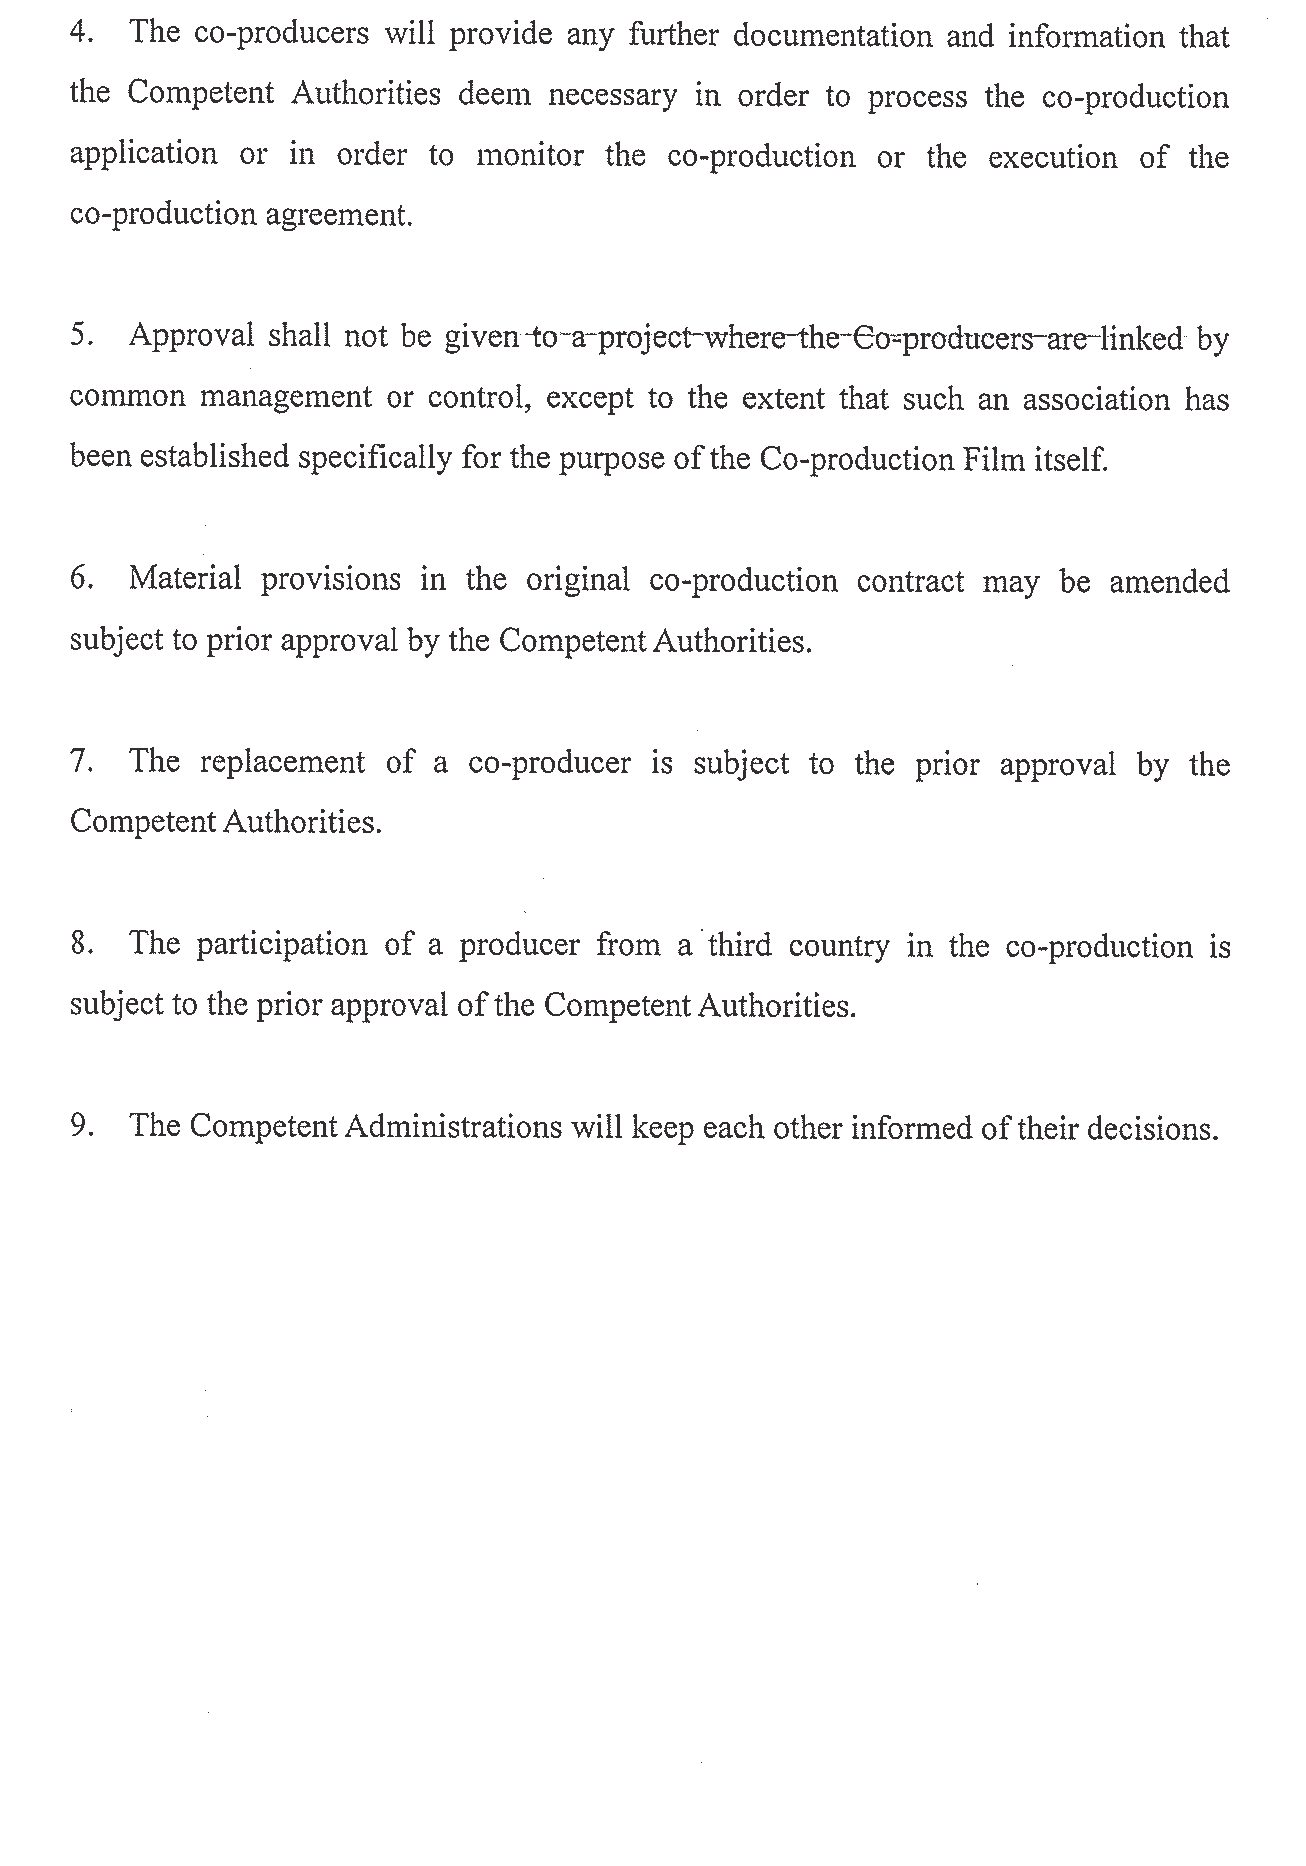 4. The co-producers will provide any further documentation and information that
the Competent Authorities deem necessary in order to process the co-production
application or in order to monitor the co-production or the execution of the
co-production agreement.
5. Approval shall not be given to a project where the Co-producers are linked by
common management or control, except to the extent that such an association has
been established specifically for the purpose of the Co-production Film itself.
6. Material provisions in the original co-production contract may be amended
subject to prior approval by the Competent Authorities.
7. The replacement of a co-producer is subject to the prior approval by the
Competent Authorities.
8. The participation of a producer from a third country in the co-production is
subject to the prior approval of the Competent Authorities.
9. The Competent Administrations will keep each other informed of their decisions.